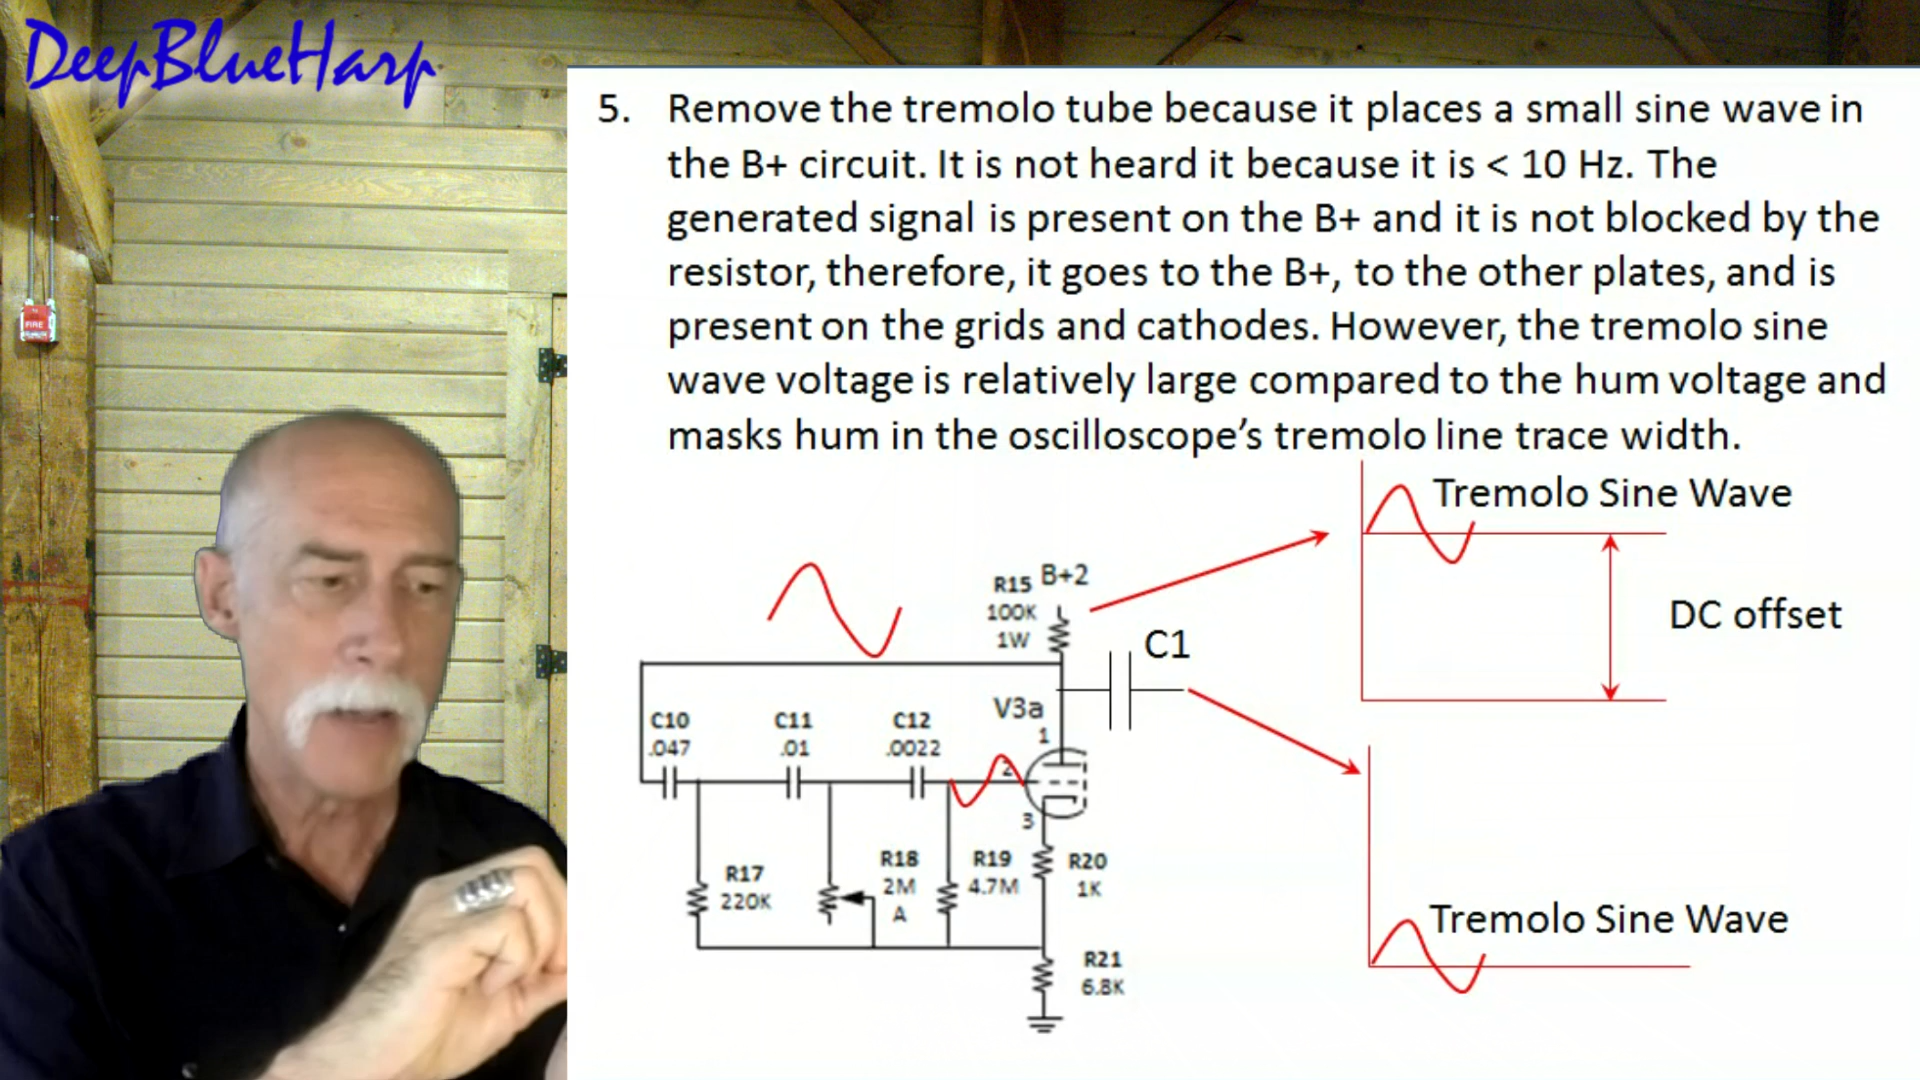 DeepBlueHarp
5. Remove the tremolo tube because it places a small sine wave in
the B+ circuit. It is not heard it because it is < 10 Hz. The
generated signal is present on the B+ and it is not blocked by the
resistor, therefore, it goes to the B+, to the other plates, and is
present on the grids and cathodes. However, the tremolo sine
wave voltage is relatively large compared to the hum voltage and
masks hum in the oscilloscope’s tremolo line trace width.
Tremolo Sine Wave
DC offset
R15 B+2
100K
1W
C1
V3a
C10
.047
C11
.01
C12
.0022
1
2
3
R17
220K
R18
2M
A
R19
4.7M
R20
1K
R21
6.8K
Tremolo Sine Wave
FIRE